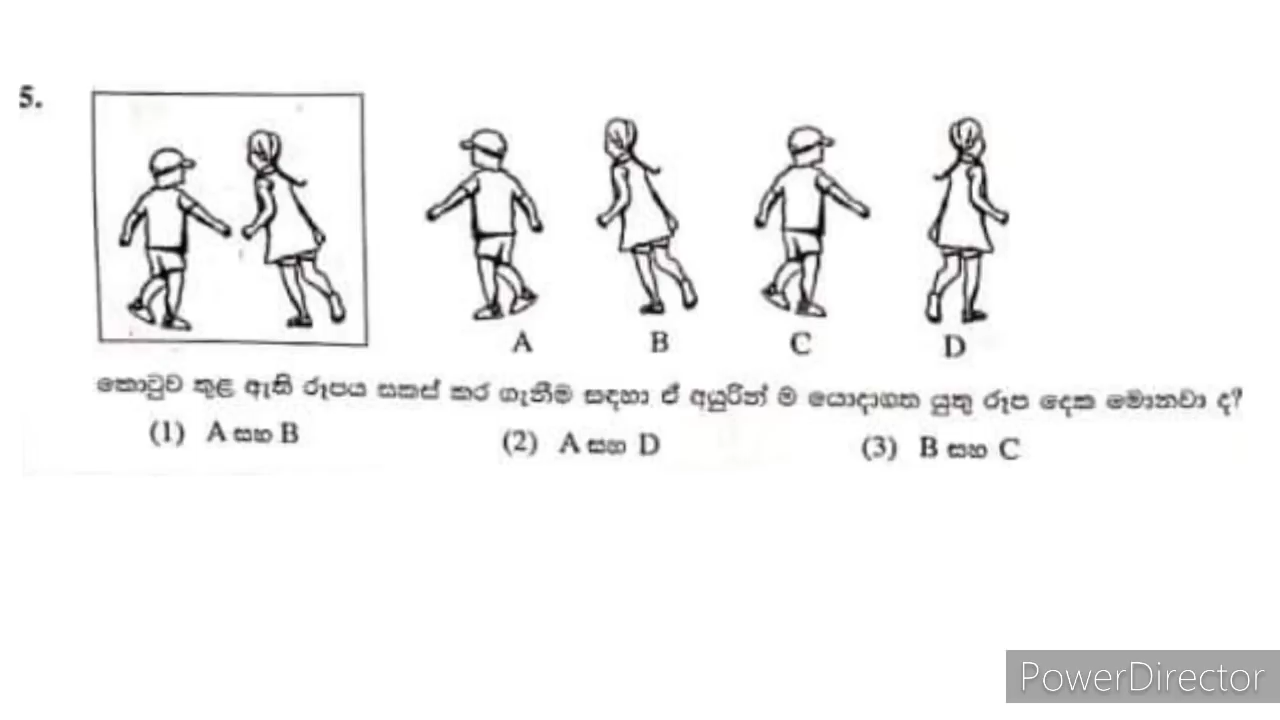 5.
A B C D
කොටුව තුළ ඇති රූපය සකස් කර ගැනීම සඳහා ඒ අයුරින් ම යොදාගත යුතු රූප දෙක මොනවා ද?
(1) A සහ B (2) A සහ D (3) B සහ C
PowerDirector